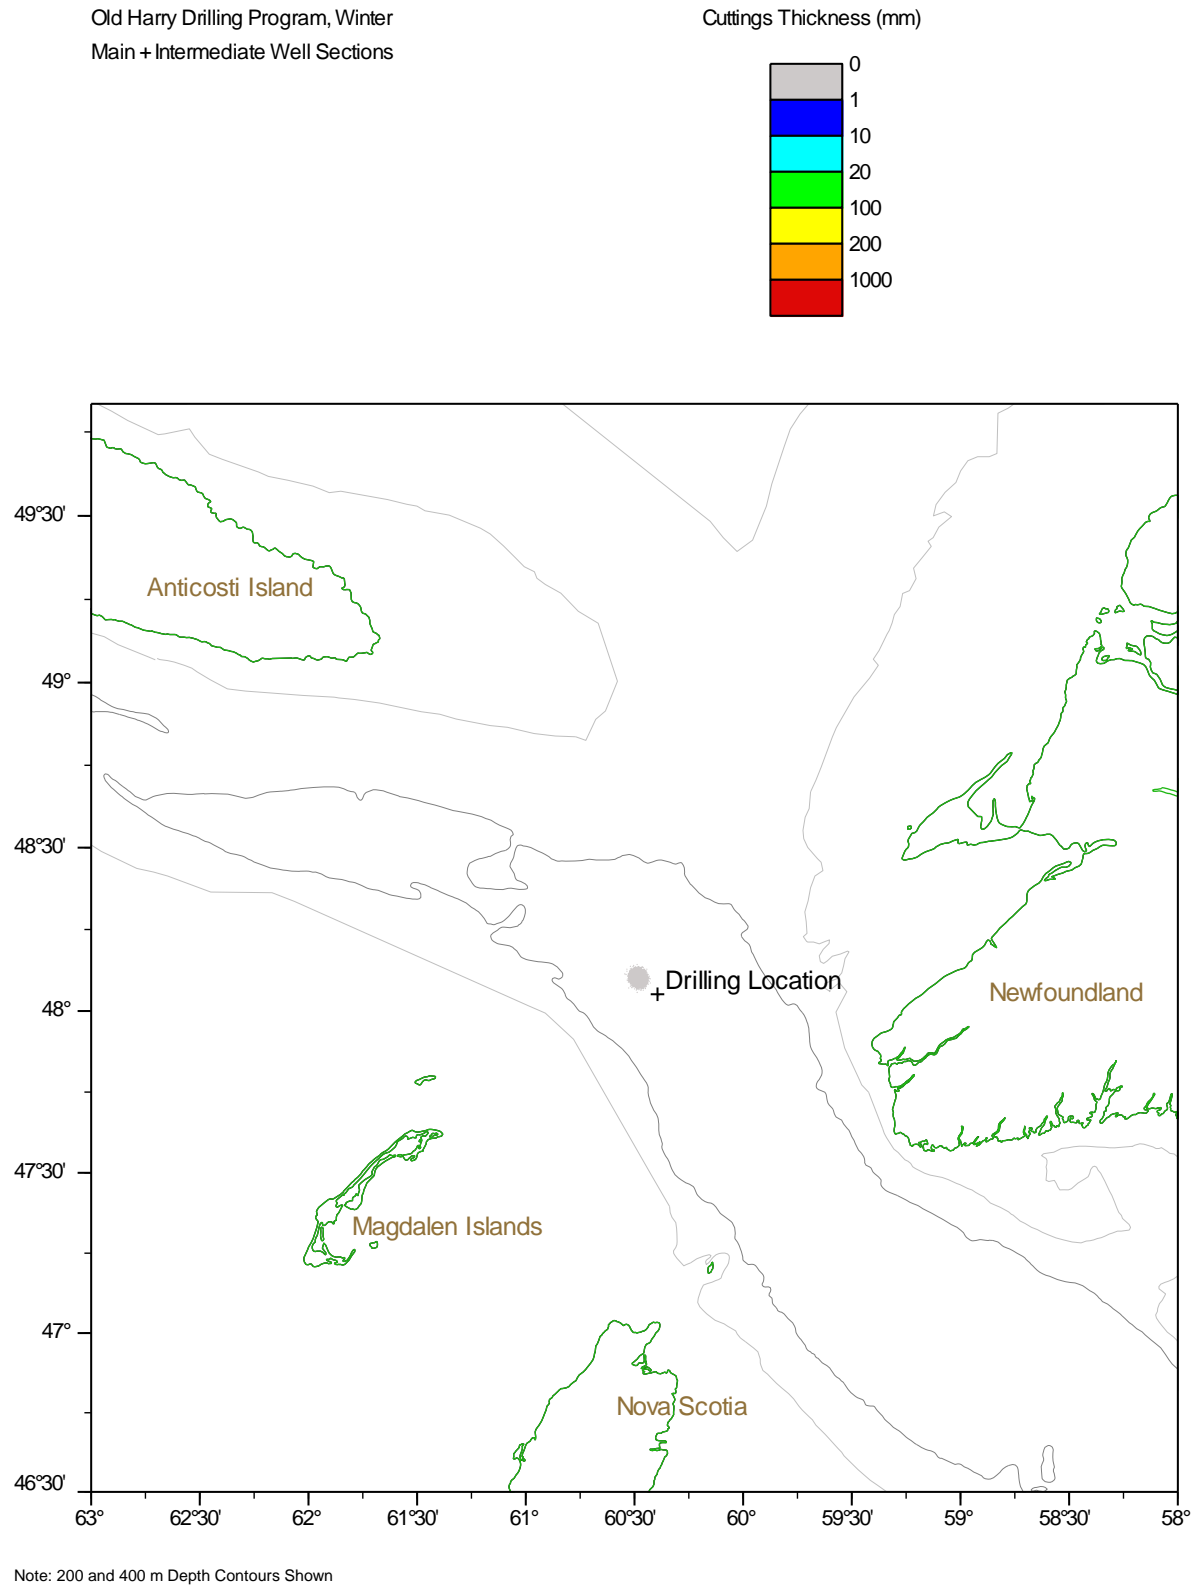 Old Harry Drilling Program, Winter
Main + Intermediate Well Sections
Cuttings Thickness (mm)
0
1
10
20
100
200
1000
49°30'
49°
48°30'
48°
47°30'
47°
46°30'
Anticosti Island
Drilling Location
Newfoundland
Magdalen Islands
Nova Scotia
63°
62°30'
62°
61°30'
61°
60°30'
60°
59°30'
59°
58°30'
58°
Note: 200 and 400 m Depth Contours Shown